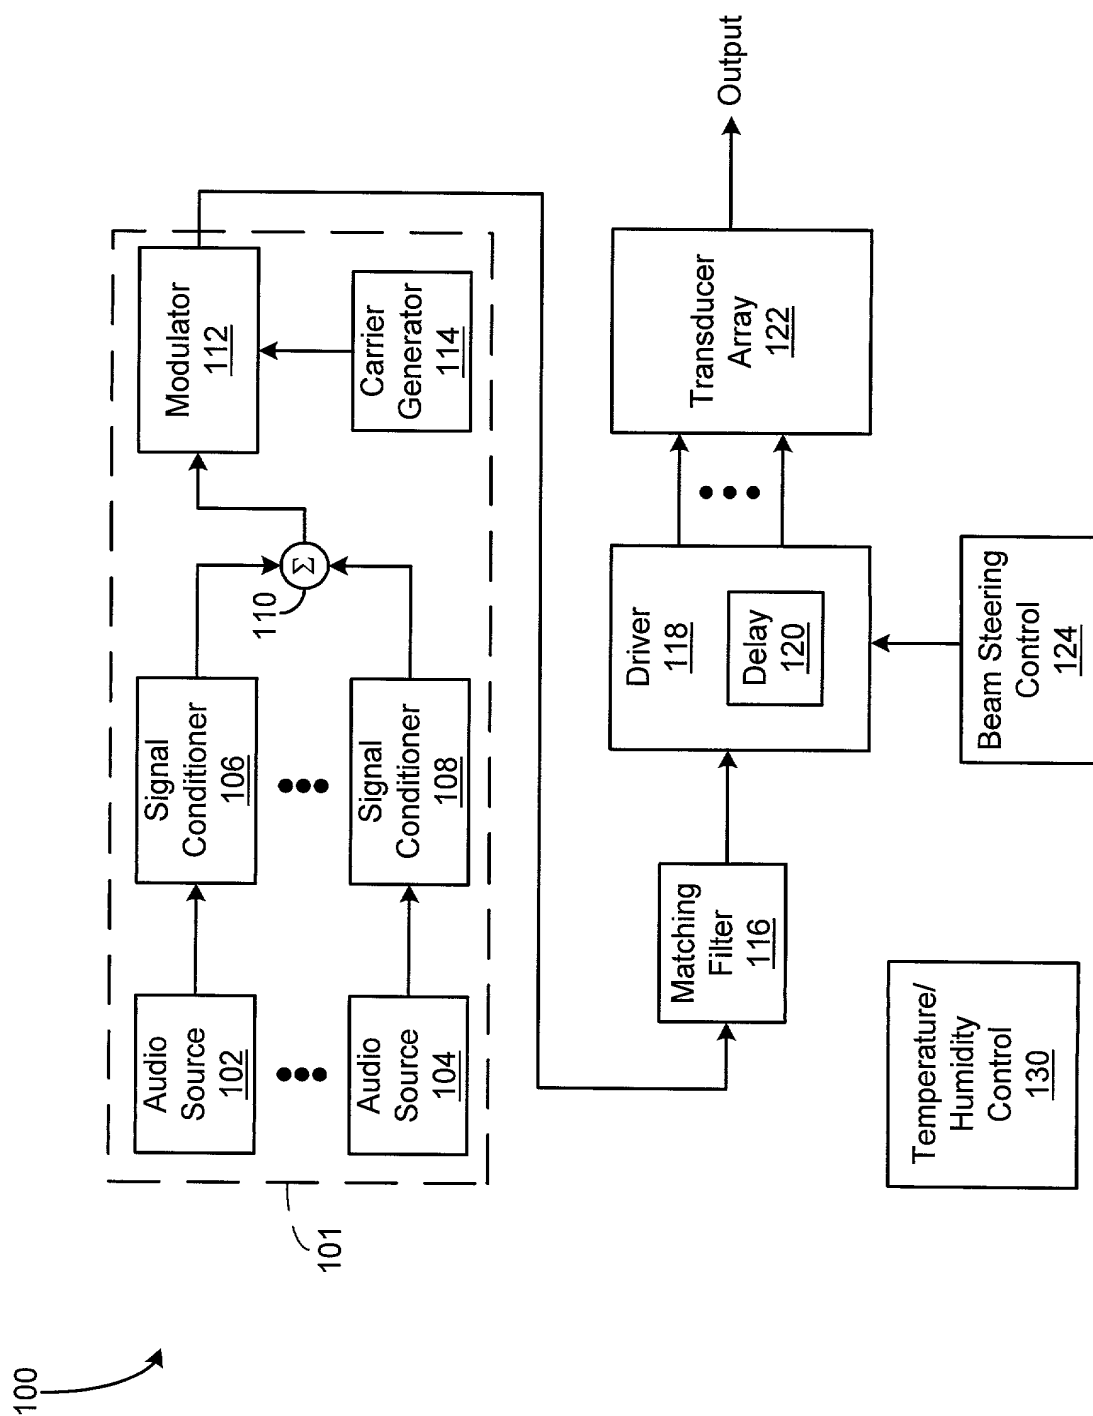 100
101
Audio
Source
102
Audio
Source
104
Signal
Conditioner
106
Signal
Conditioner
108
110
Σ
Modulator
112
Carrier
Generator
114
Matching
Filter
116
Driver
118
Delay
120
Transducer
Array
122
Output
Temperature/
Humidity
Control
130
Beam Steering
Control
124